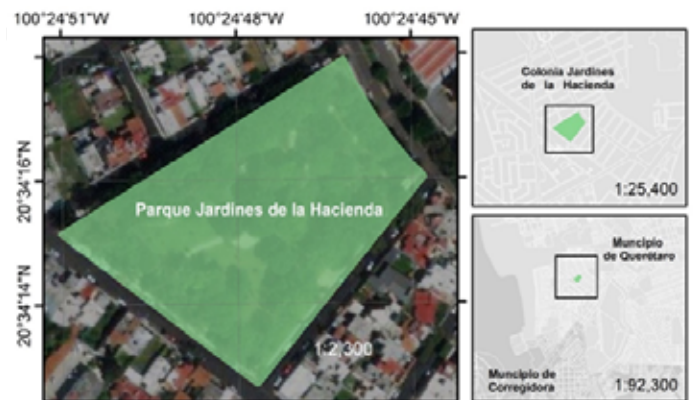 100°24'51"W
100°24'48"W
100°24'45"W
20°34'16"N
20°34'14"N
Parque Jardines de la Hacienda
1:2,300
Colonia Jardines
de la Hacienda
1:25,400
Muncipio
de Querétaro
Muncipio de
Corregidora
1:92,300